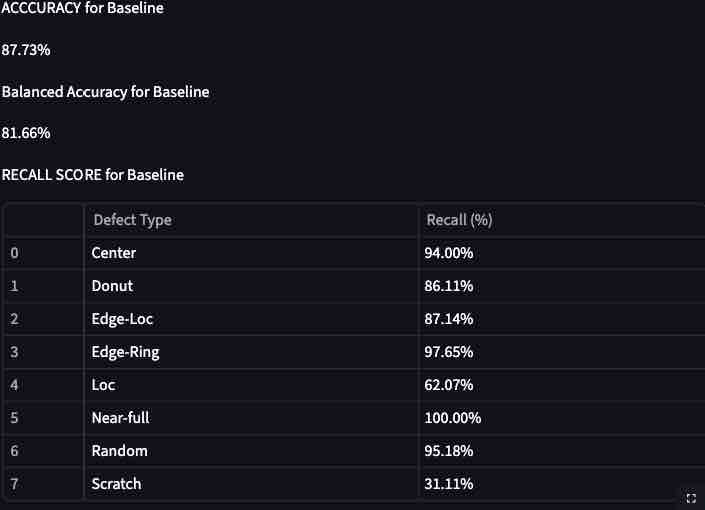 ACCCURACY for Baseline
87.73%
Balanced Accuracy for Baseline
81.66%
RECALL SCORE for Baseline
Defect Type Recall (%)
0 Center 94.00%
1 Donut 86.11%
2 Edge-Loc 87.14%
3 Edge-Ring 97.65%
4 Loc 62.07%
5 Near-full 100.00%
6 Random 95.18%
7 Scratch 31.11%